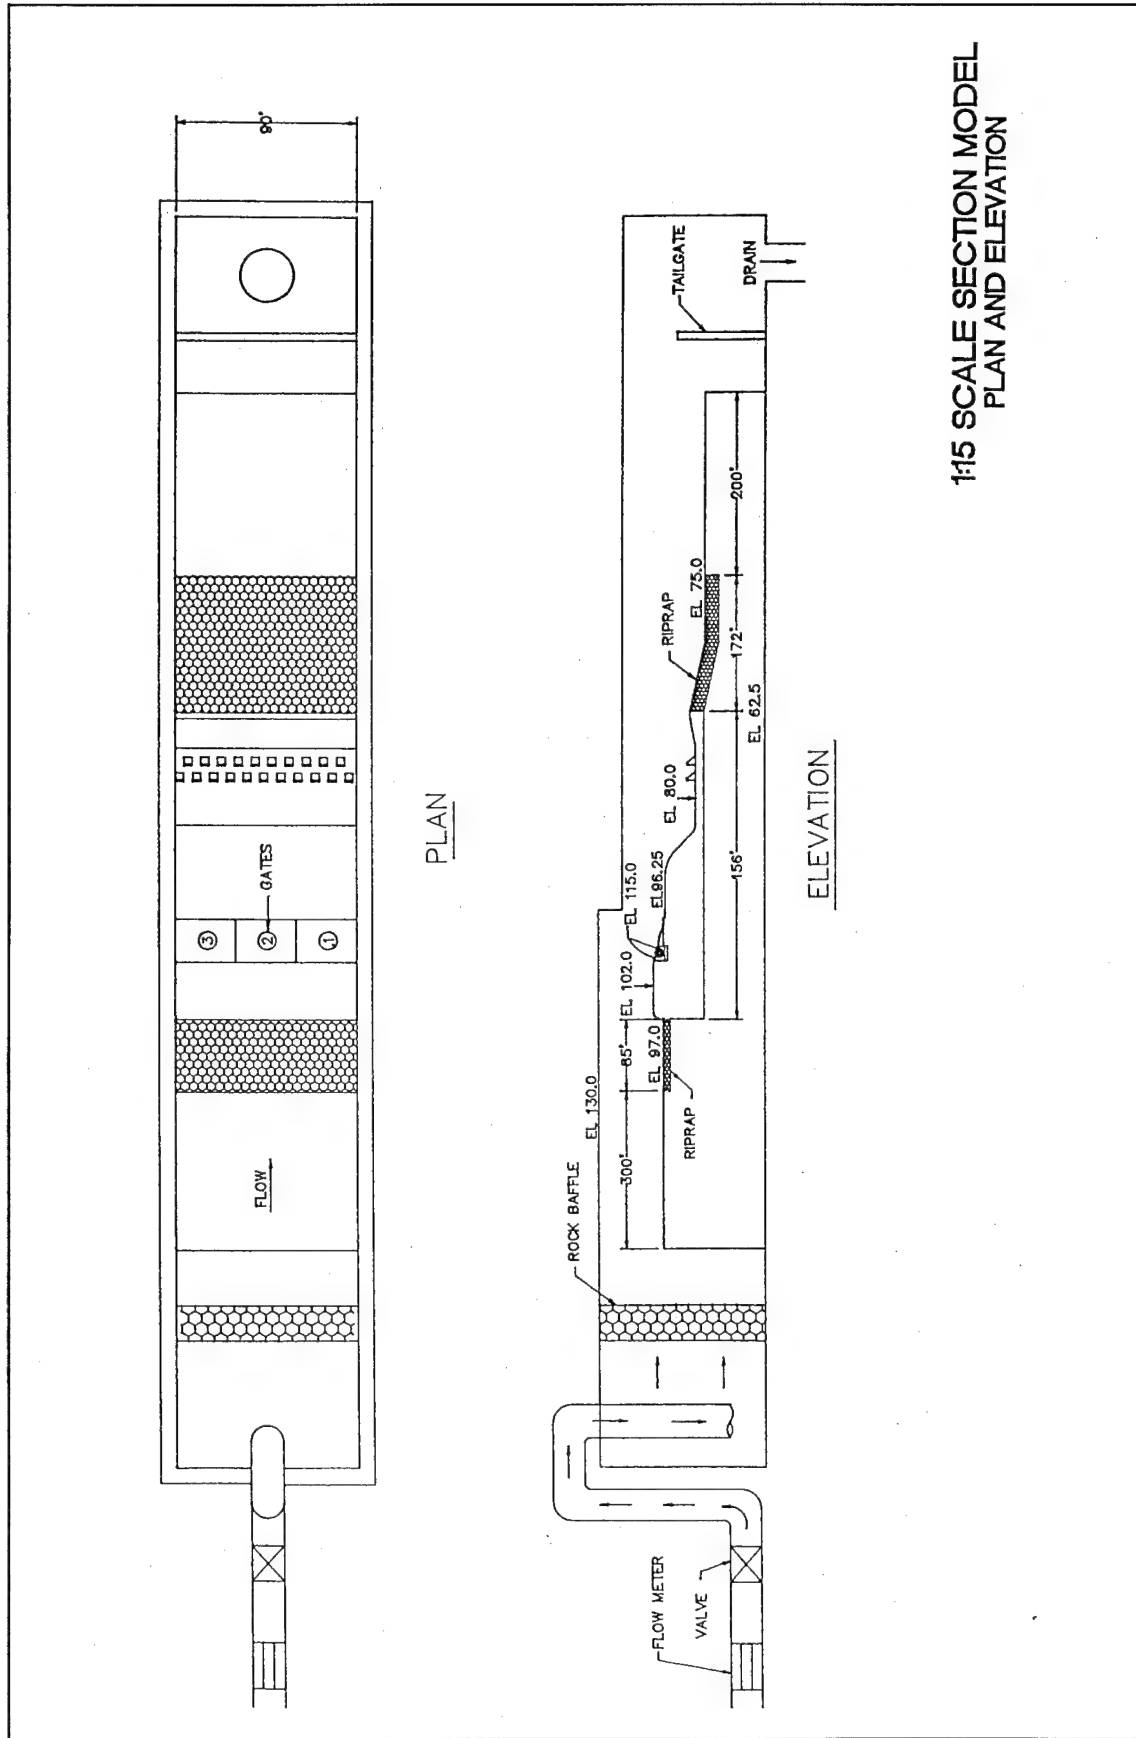 90'
③
②
①
GATES
FLOW
PLAN
TAILGATE
DRAIN
200'
EL 75.0
RIPRAP
172'
EL 62.5
EL 80.0
156'
EL 115.0
EL96.25
EL 102.0
85'
EL 97.0
EL 130.0
RIPRAP
300'
ROCK BAFFLE
FLOW METER
VALVE
ELEVATION
1:15 SCALE SECTION MODEL
PLAN AND ELEVATION